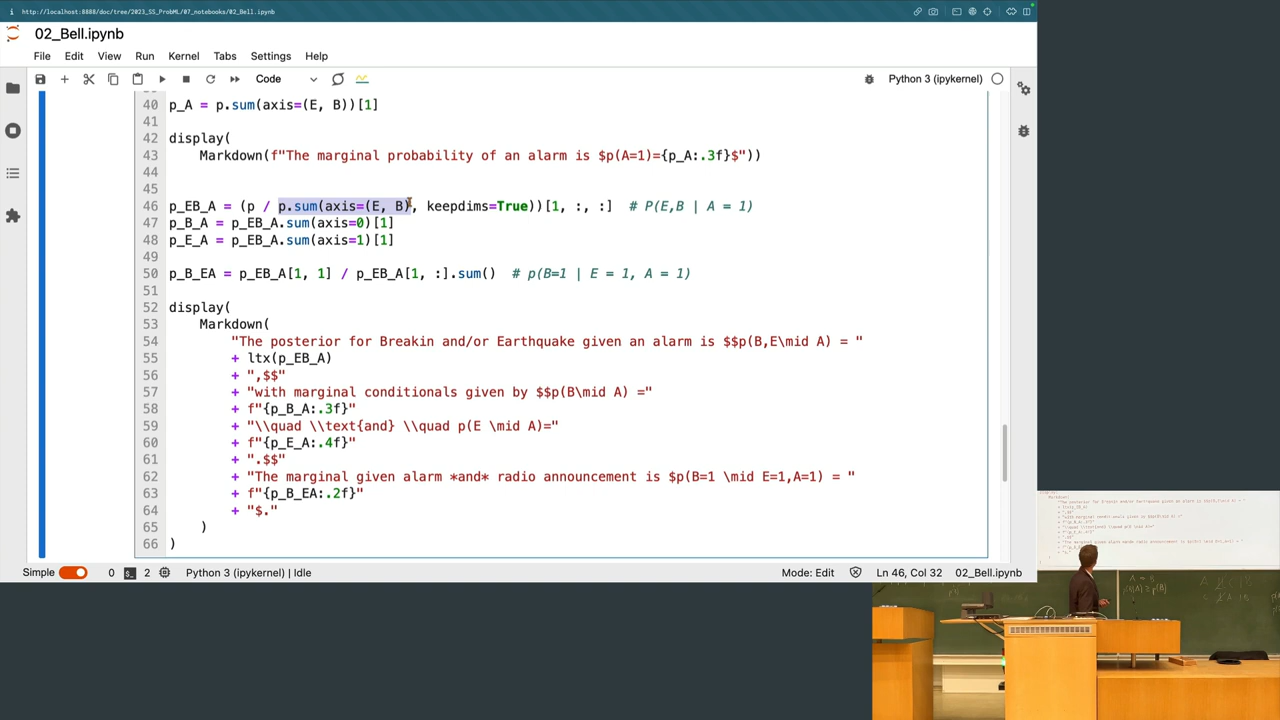 http://localhost:8888/doc/tree/2023_SS_ProbML/07_notebooks/02_Bell.ipynb
02_Bell.ipynb
File Edit View Run Kernel Tabs Settings Help
Code
Python 3 (ipykernel)
40 p_A = p.sum(axis=(E, B))[1]
41
42 display(
43     Markdown(f"The marginal probability of an alarm is $p(A=1)={p_A:.3f}$"))
44
45
46 p_EB_A = (p / p.sum(axis=(E, B), keepdims=True))[1, :, :]  # P(E,B | A = 1)
47 p_B_A = p_EB_A.sum(axis=0)[1]
48 p_E_A = p_EB_A.sum(axis=1)[1]
49
50 p_B_EA = p_EB_A[1, 1] / p_EB_A[1, :].sum()  # p(B=1 | E = 1, A = 1)
51
52 display(
53     Markdown(
54         "The posterior for Breakin and/or Earthquake given an alarm is $$p(B,E\mid A) = "
55         + ltx(p_EB_A)
56         + ",$$"
57         + "with marginal conditionals given by $$p(B\mid A) ="
58         + f"{p_B_A:.3f}"
59         + "\\quad \\text{and} \\quad p(E \mid A)="
60         + f"{p_E_A:.4f}"
61         + ".$$"
62         + "The marginal given alarm *and* radio announcement is $p(B=1 \mid E=1,A=1) = "
63         + f"{p_B_EA:.2f}"
64         + "$."
65     )
66 )
Simple 0 2 Python 3 (ipykernel) | Idle Mode: Edit Ln 46, Col 32 02_Bell.ipynb